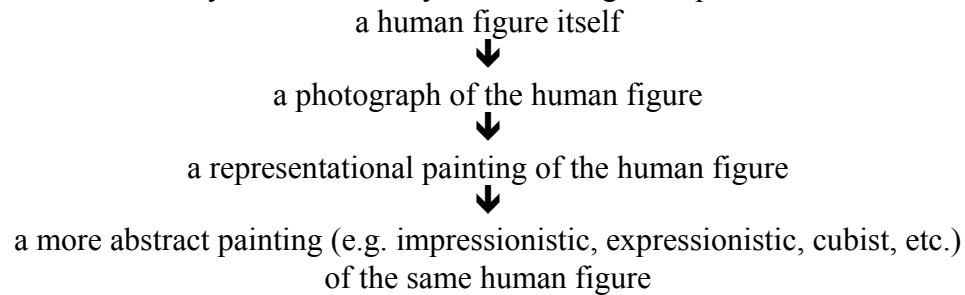 a human figure itself
a photograph of the human figure
a representational painting of the human figure
a more abstract painting (e.g. impressionistic, expressionistic, cubist, etc.)
of the same human figure